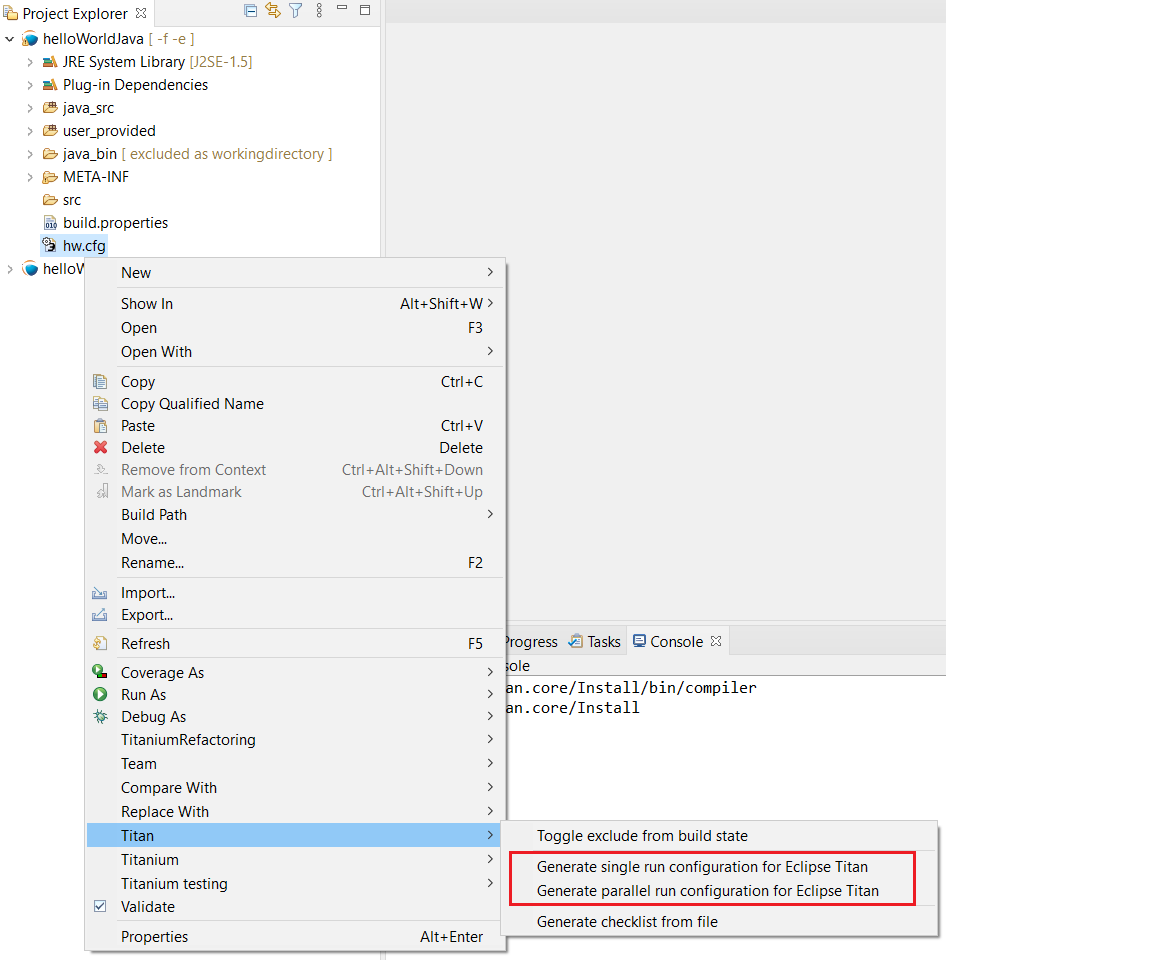 Project Explorer
helloWorldJava [ -f -e ]
JRE System Library [J2SE-1.5]
Plug-in Dependencies
java_src
user_provided
java_bin [ excluded as workingdirectory ]
META-INF
src
build.properties
hw.cfg
helloW
New
Show In Alt+Shift+W
Open F3
Open With
Copy Ctrl+C
Copy Qualified Name
Paste Ctrl+V
Delete Delete
Remove from Context Ctrl+Alt+Shift+Down
Mark as Landmark Ctrl+Alt+Shift+Up
Build Path
Move...
Rename... F2
Import...
Export...
Refresh F5
Coverage As
Run As
Debug As
TitaniumRefactoring
Team
Compare With
Replace With
Titan
Titanium
Titanium testing
Validate
Properties Alt+Enter
Toggle exclude from build state
Generate single run configuration for Eclipse Titan
Generate parallel run configuration for Eclipse Titan
Generate checklist from file
Progress Tasks Console
sole
an.core/Install/bin/compiler
an.core/Install